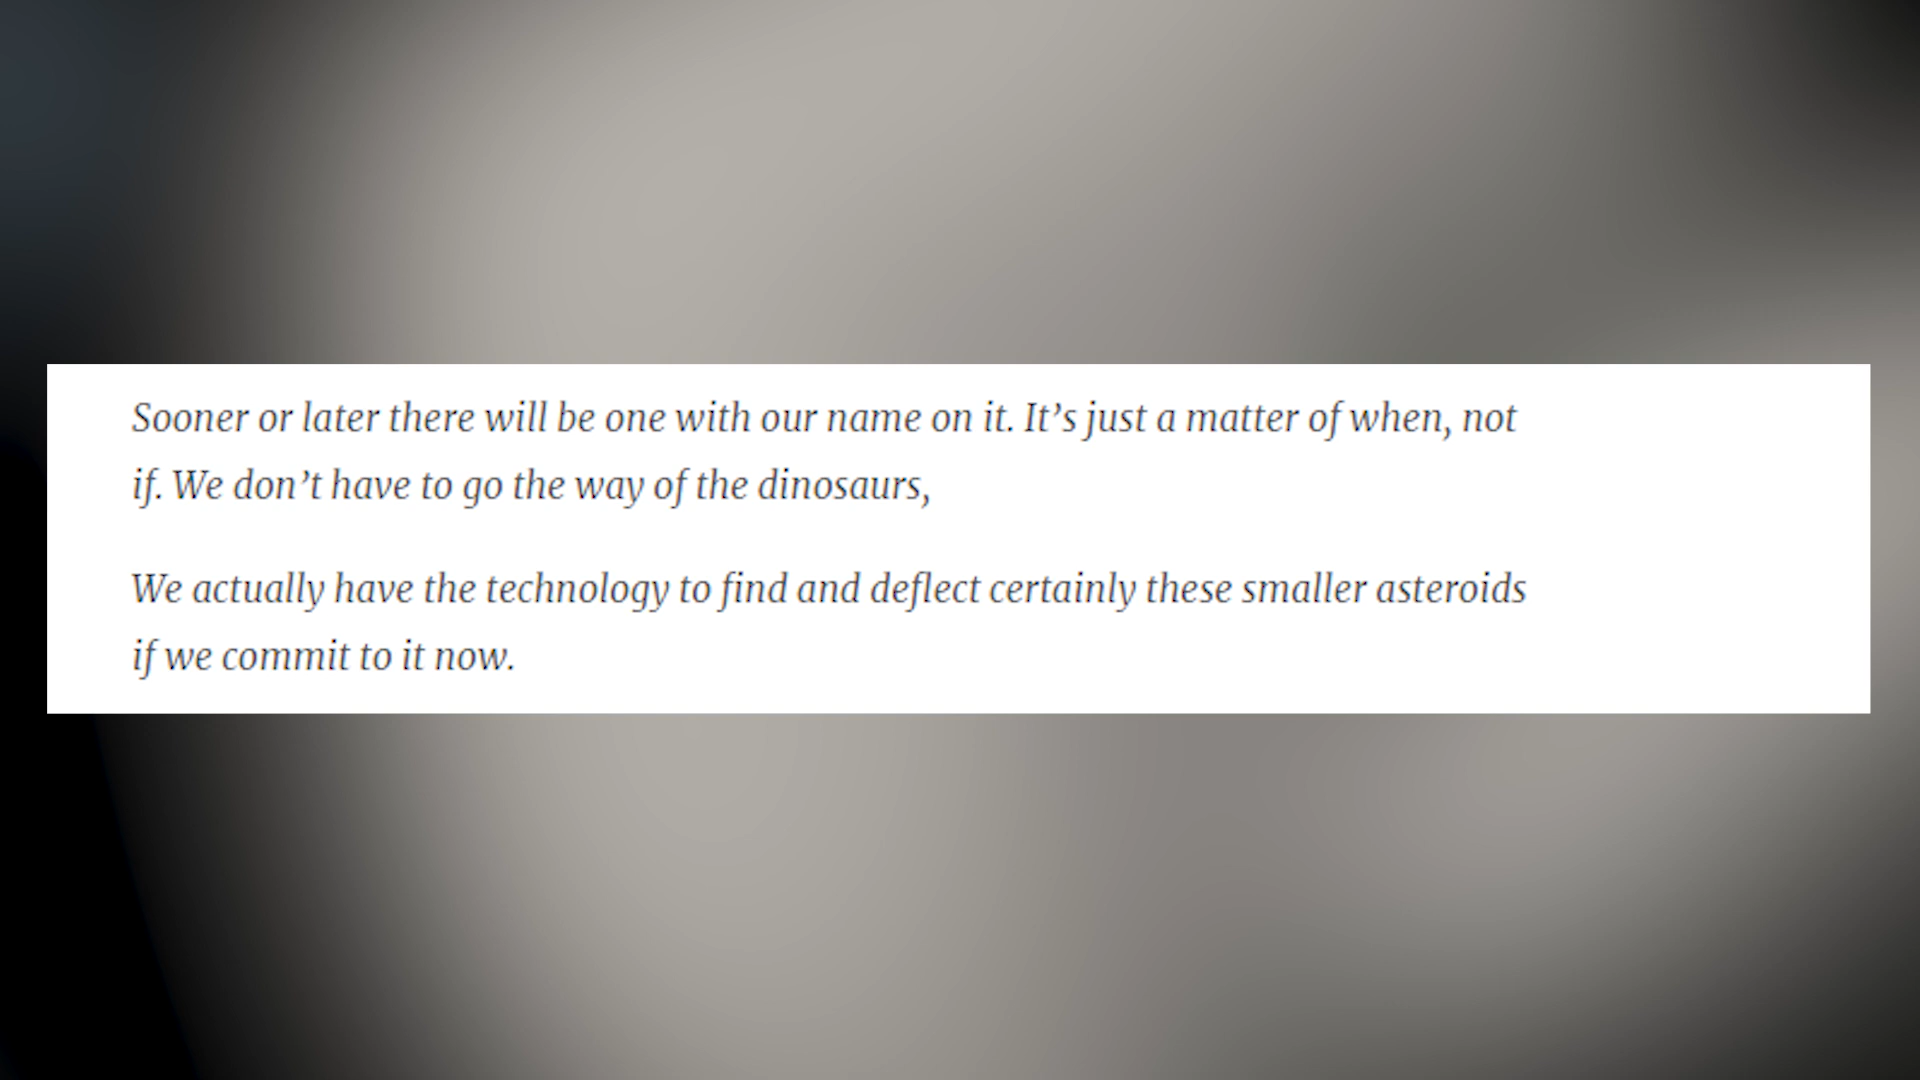 Sooner or later there will be one with our name on it. It’s just a matter of when, not
if. We don’t have to go the way of the dinosaurs,
We actually have the technology to find and deflect certainly these smaller asteroids
if we commit to it now.